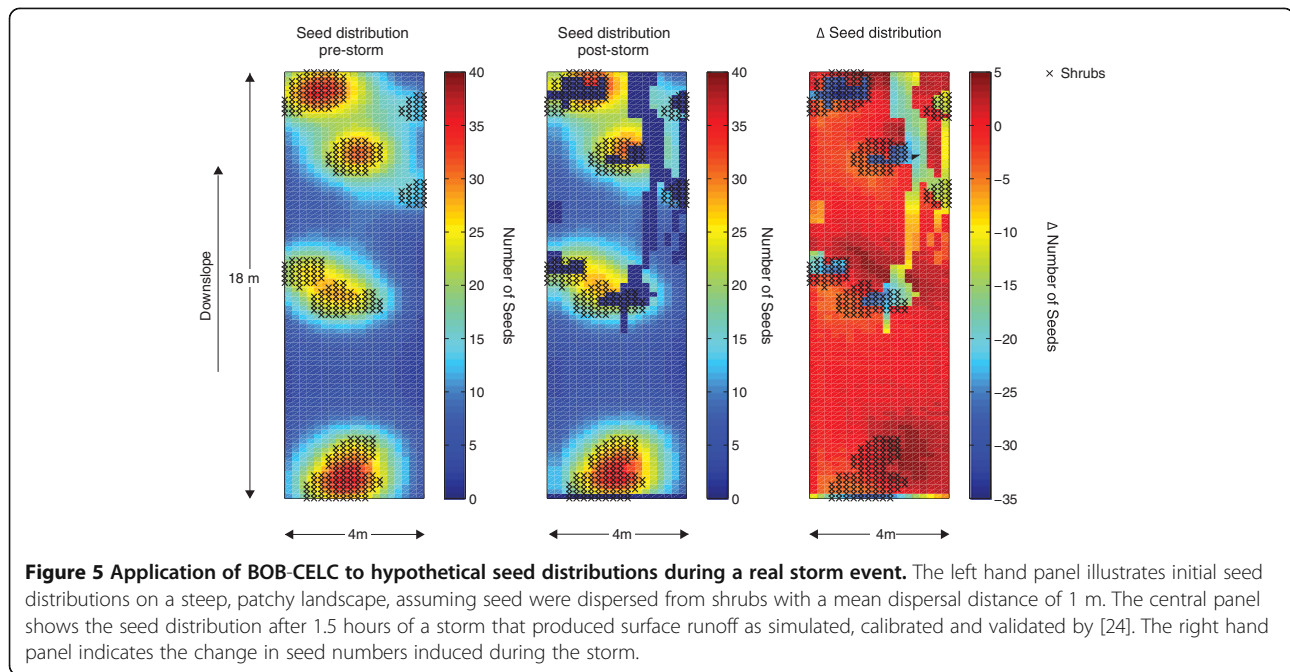 Seed distribution
pre-storm
Seed distribution
post-storm
Δ Seed distribution
× Shrubs
40
35
30
25
20
15
10
5
0
Number of Seeds
40
35
30
25
20
15
10
5
0
Number of Seeds
5
0
−5
−10
−15
−20
−25
−30
−35
Δ Number of Seeds
Downslope
18 m
4m
4m
4m
Figure 5 Application of BOB-CELC to hypothetical seed distributions during a real storm event. The left hand panel illustrates initial seed
distributions on a steep, patchy landscape, assuming seed were dispersed from shrubs with a mean dispersal distance of 1 m. The central panel
shows the seed distribution after 1.5 hours of a storm that produced surface runoff as simulated, calibrated and validated by [24]. The right hand
panel indicates the change in seed numbers induced during the storm.